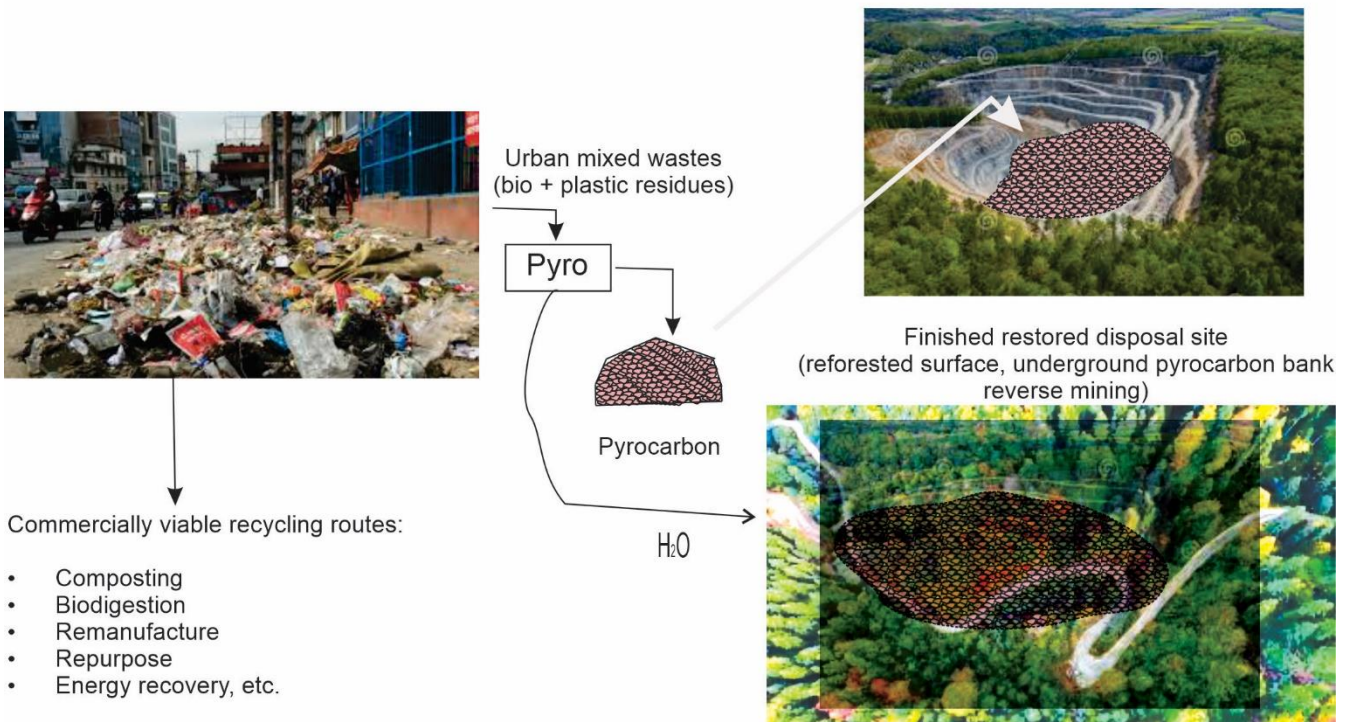 Urban mixed wastes
(bio + plastic residues)
Pyro
Pyrocarbon
H₂O
Finished restored disposal site
(reforested surface, underground pyrocarbon bank
reverse mining)
Commercially viable recycling routes:
• Composting
• Biodigestion
• Remanufacture
• Repurpose
• Energy recovery, etc.